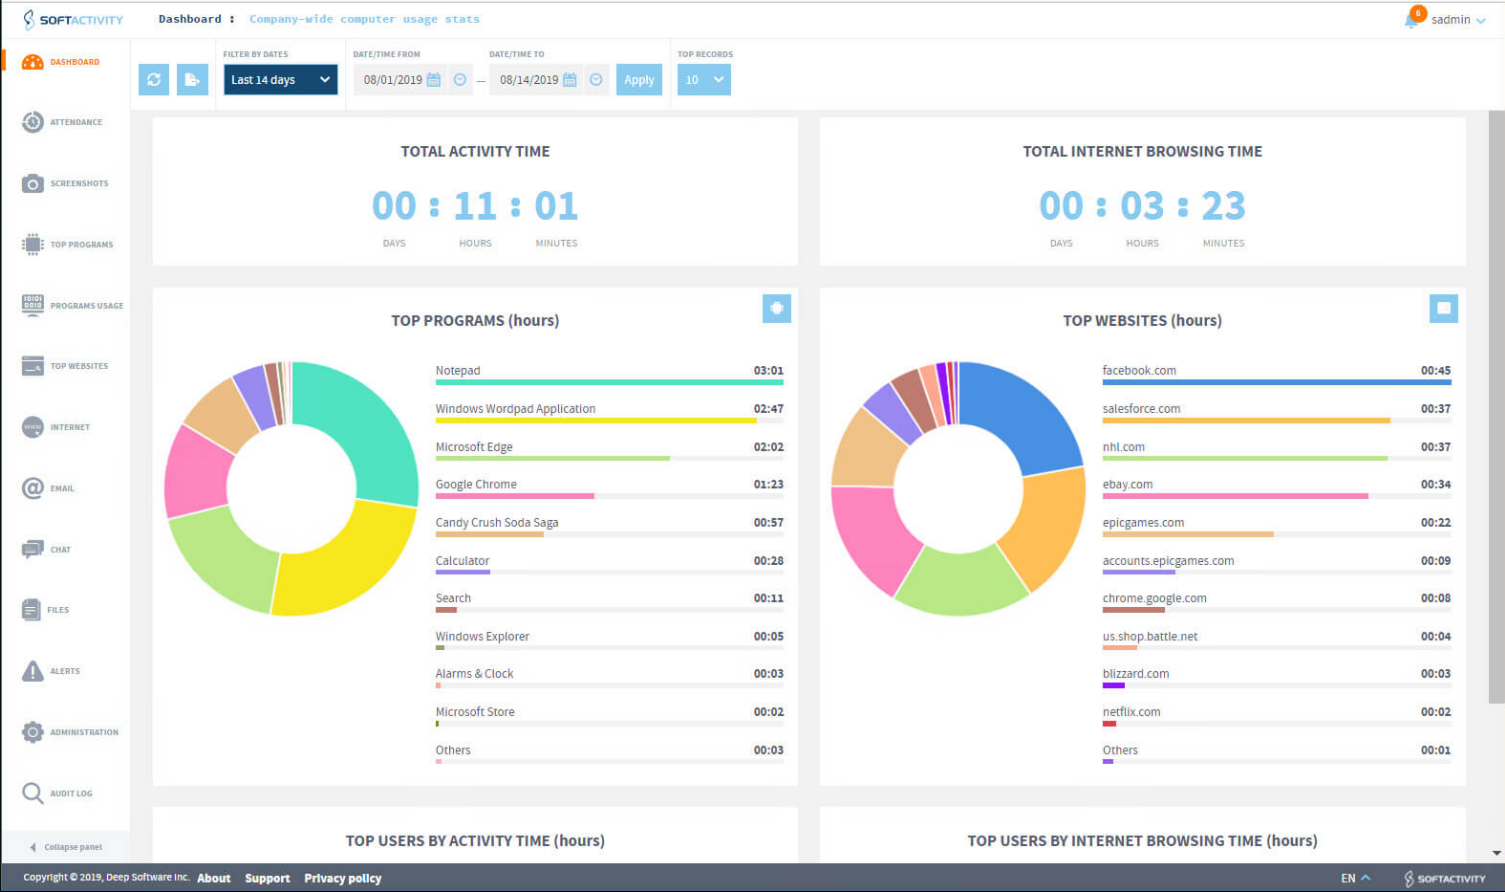 SOFTACTIVITY
Dashboard : Company-wide computer usage stats
6
sadmin
DASHBOARD
ATTENDANCE
SCREENSHOTS
TOP PROGRAMS
PROGRAMS USAGE
TOP WEBSITES
INTERNET
EMAIL
CHAT
FILES
ALERTS
ADMINISTRATION
AUDIT LOG
Collapse panel
FILTER BY DATES
Last 14 days
DATE/TIME FROM
08/01/2019
—
DATE/TIME TO
08/14/2019
Apply
TOP RECORDS
10
TOTAL ACTIVITY TIME
00 : 11 : 01
DAYS HOURS MINUTES
TOTAL INTERNET BROWSING TIME
00 : 03 : 23
DAYS HOURS MINUTES
TOP PROGRAMS (hours)
Notepad 03:01
Windows Wordpad Application 02:47
Microsoft Edge 02:02
Google Chrome 01:23
Candy Crush Soda Saga 00:57
Calculator 00:28
Search 00:11
Windows Explorer 00:05
Alarms & Clock 00:03
Microsoft Store 00:02
Others 00:03
TOP WEBSITES (hours)
facebook.com 00:45
salesforce.com 00:37
nhl.com 00:37
ebay.com 00:34
epicgames.com 00:22
accounts.epicgames.com 00:09
chrome.google.com 00:08
us.shop.battle.net 00:04
blizzard.com 00:03
netflix.com 00:02
Others 00:01
TOP USERS BY ACTIVITY TIME (hours)
TOP USERS BY INTERNET BROWSING TIME (hours)
Copyright © 2019, Deep Software Inc. About Support Privacy policy
EN
SOFTACTIVITY